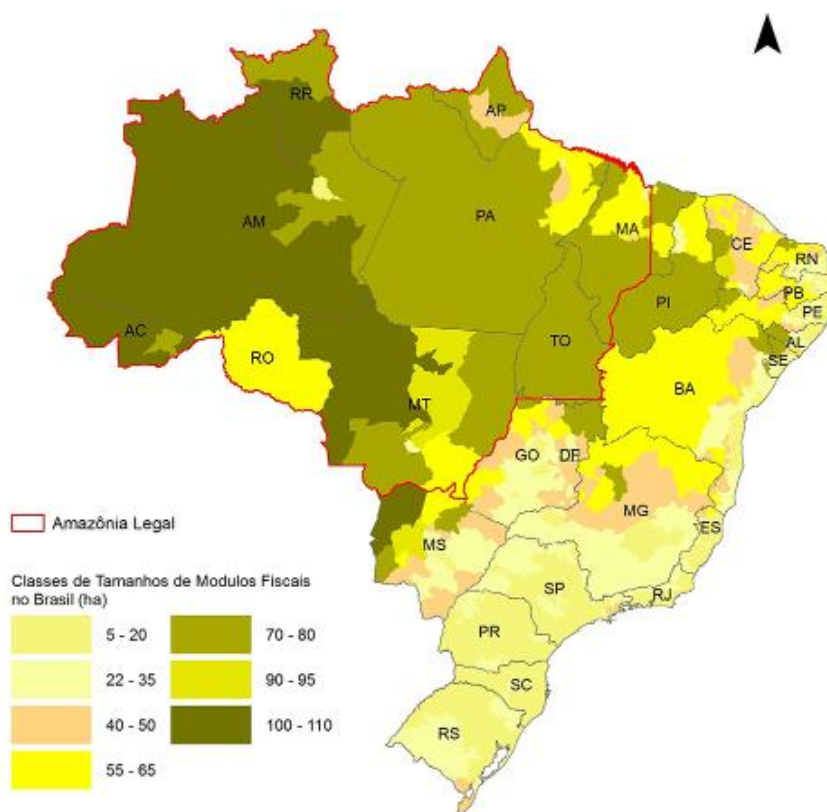 RR
AP
AM
PA
MA
CE
RN
PB
PE
PI
AC
TO
AL
SE
RO
BA
MT
GO
DF
MG
ES
MS
SP
RJ
PR
SC
RS
Amazônia Legal
Classes de Tamanhos de Modulos Fiscais
no Brasil (ha)
5 - 20
70 - 80
22 - 35
90 - 95
40 - 50
100 - 110
55 - 65